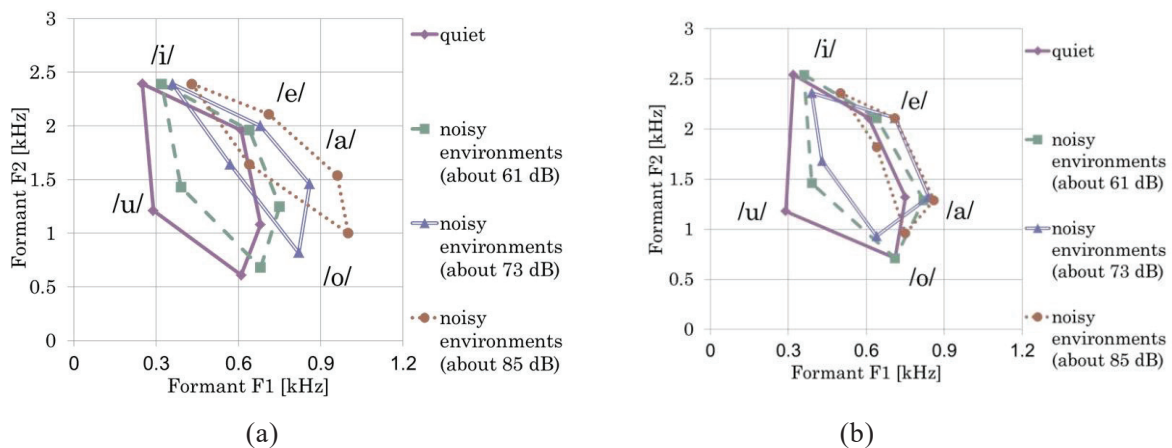 3
2.5
2
1.5
1
0.5
0
0
0.3
0.6
0.9
1.2
Formant F2 [kHz]
Formant F1 [kHz]
/i/
/e/
/a/
/u/
/o/
quiet
noisy
environments
(about 61 dB)
noisy
environments
(about 73 dB)
noisy
environments
(about 85 dB)
(a)
3
2.5
2
1.5
1
0.5
0
0
0.3
0.6
0.9
1.2
Formant F2 [kHz]
Formant F1 [kHz]
/i/
/e/
/u/
/a/
/o/
quiet
noisy
environments
(about 61 dB)
noisy
environments
(about 73 dB)
noisy
environments
(about 85 dB)
(b)